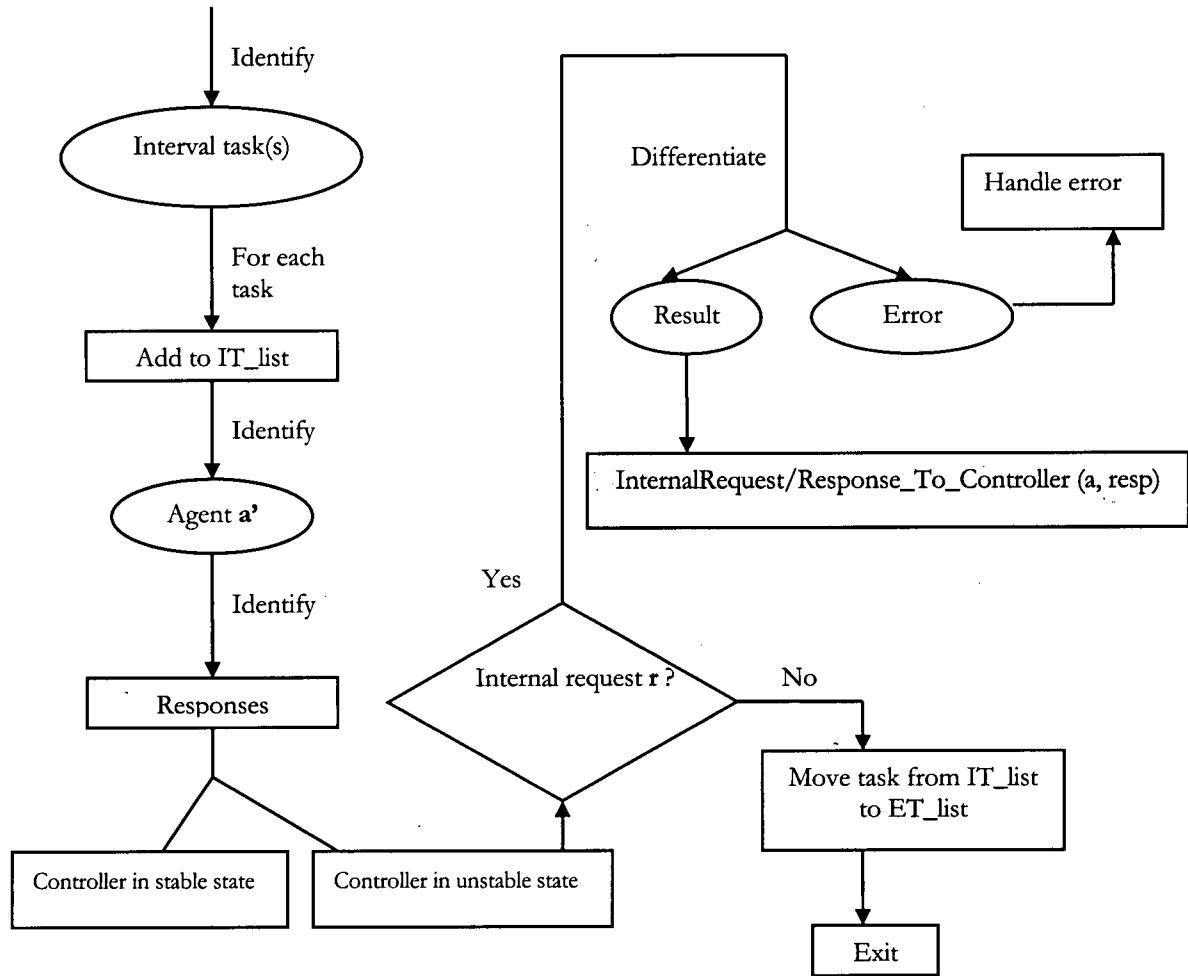 Identify
Interval task(s)
For each
task
Add to IT_list
Identify
Agent a’
Identify
Responses
Controller in stable state
Controller in unstable state
Internal request r ?
Yes
No
Differentiate
Result
Error
Handle error
InternalRequest/Response_To_Controller (a, resp)
Move task from IT_list
to ET_list
Exit